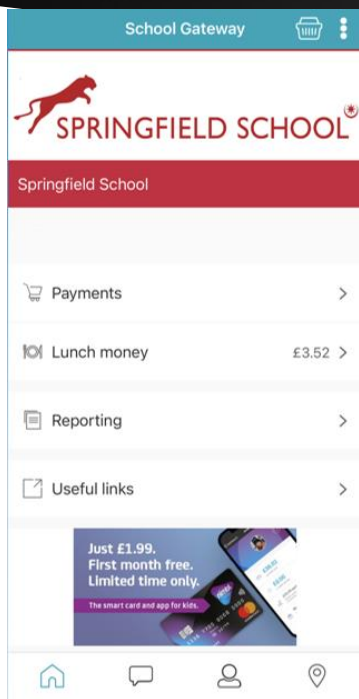 School Gateway
SPRINGFIELD SCHOOL
Springfield School
Payments
Lunch money £3.52
Reporting
Useful links
Just £1.99.
First month free.
Limited time only.
The smart card and app for kids.